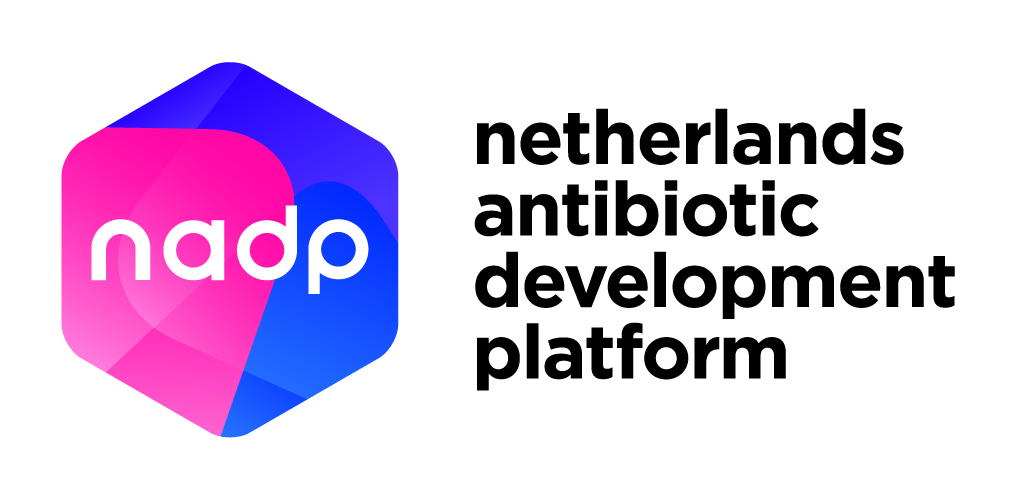 nadp
netherlands
antibiotic
development
platform